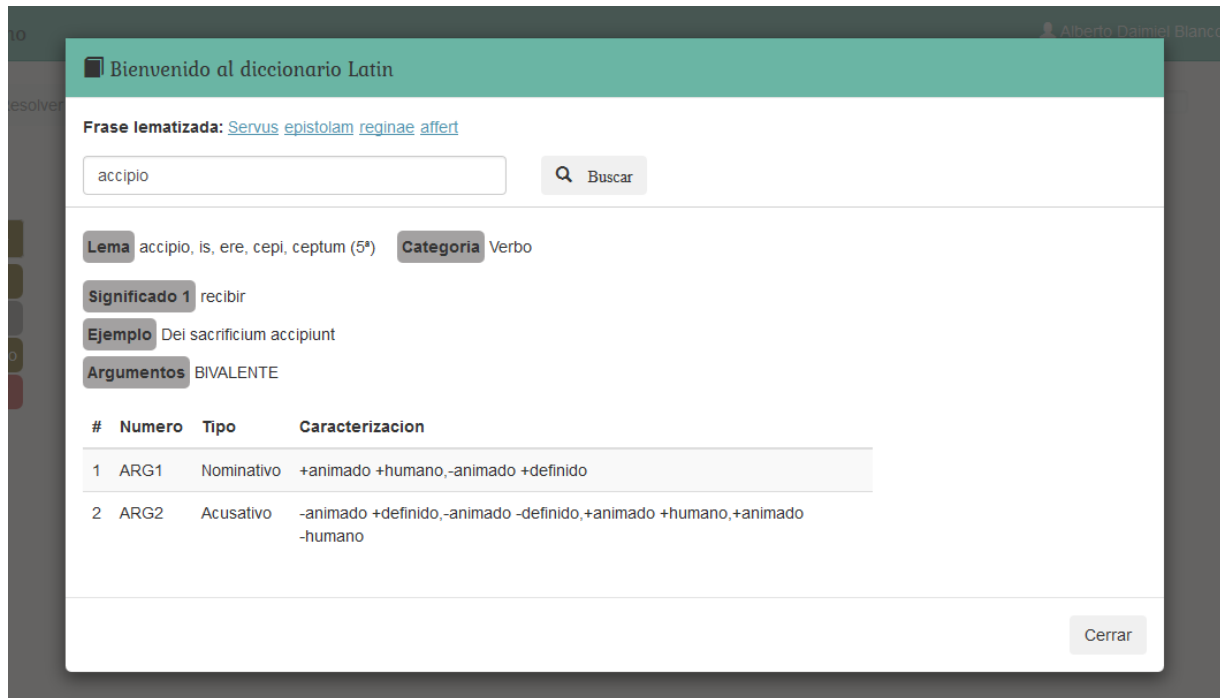 Alberto Daimiel Blanco
Bienvenido al diccionario Latin
Resolver
Frase lematizada: Servus epistolam reginae affert
accipio
Buscar
Lema accipio, is, ere, cepi, ceptum (5ª) Categoria Verbo
Significado 1 recibir
Ejemplo Dei sacrificium accipiunt
Argumentos BIVALENTE
# Numero Tipo Caracterizacion
1 ARG1 Nominativo +animado +humano,-animado +definido
2 ARG2 Acusativo -animado +definido,-animado -definido,+animado +humano,+animado
-humano
Cerrar